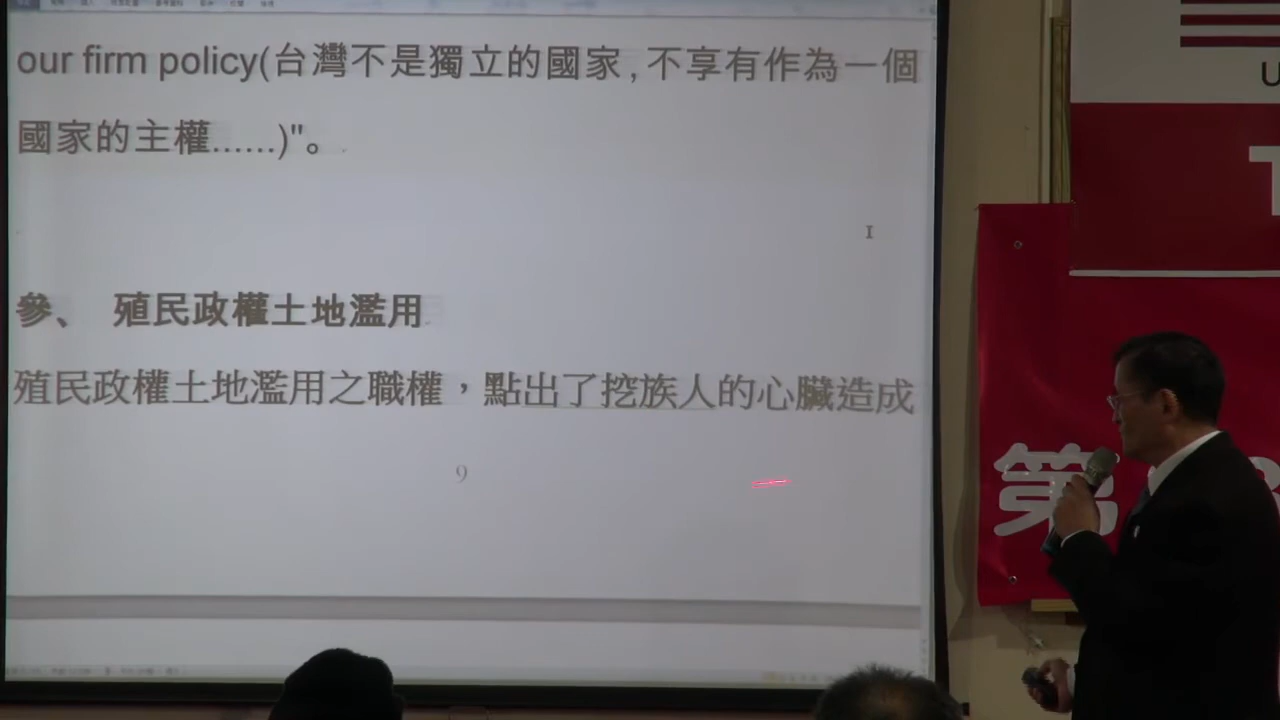 our firm policy(台灣不是獨立的國家,不享有作為一個
國家的主權......)"。
參、 殖民政權土地濫用
殖民政權土地濫用之職權,點出了挖族人的心臟造成
9
U
T
第